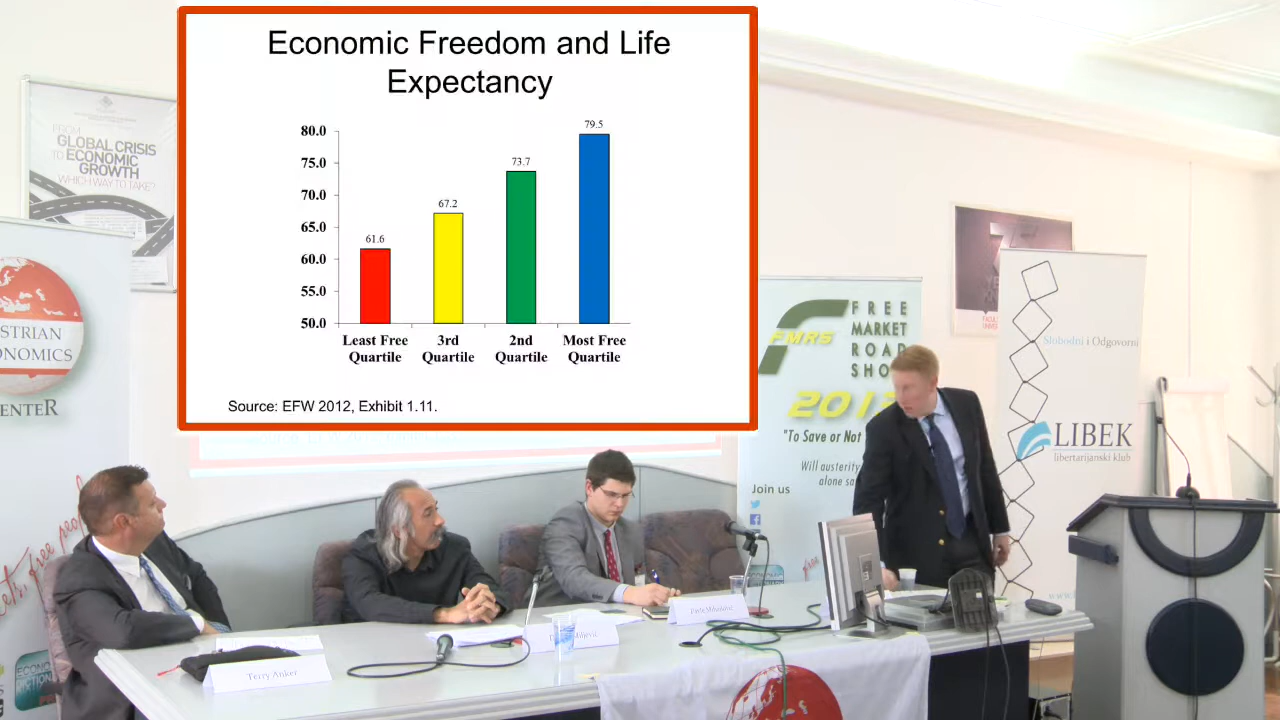 Economic Freedom and Life
Expectancy
80.0
75.0
70.0
65.0
60.0
55.0
50.0
61.6
67.2
73.7
79.5
Least Free
Quartile
3rd
Quartile
2nd
Quartile
Most Free
Quartile
Source: EFW 2012, Exhibit 1.11.
FROM
GLOBAL CRISIS
TO ECONOMIC
GROWTH
WHICH WAY TO TAKE?
STRIAN
ONOMICS
ENTER
FMRS
FREE
MARKET
ROAD
SHO
201
"To Save or Not
Will austerity
alone sa
Join us
Slobodni i Odgovorni
LIBEK
libertarijanski klub
Terry Anker